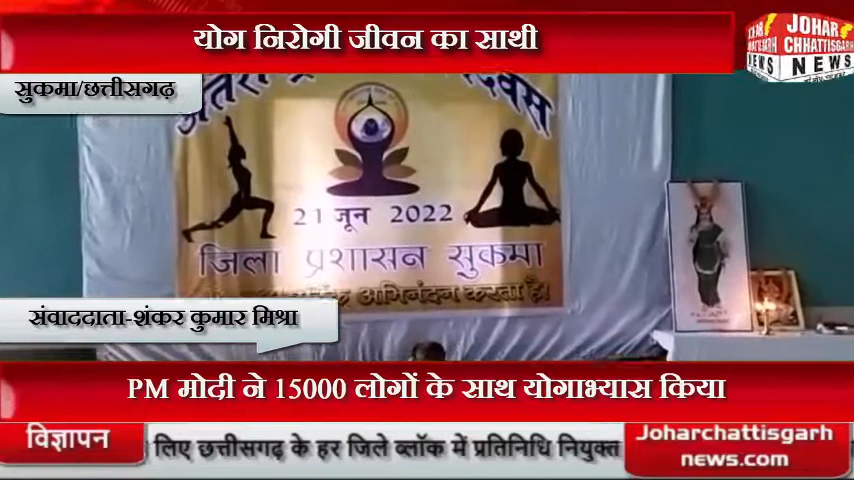 योग निरोगी जीवन का साथी
JOHAR
CHHATTISGARH
NEWS
सुकमा/छत्तीसगढ़
21 जून 2022
जिला प्रशासन सुकमा
अभिनंदन करता है।
संवाददाता-शंकर कुमार मिश्रा
PM मोदी ने 15000 लोगों के साथ योगाभ्यास किया
विज्ञापन
लिए छत्तीसगढ़ के हर जिले ब्लॉक में प्रतिनिधि नियुक्त
Joharchattisgarh
news.com